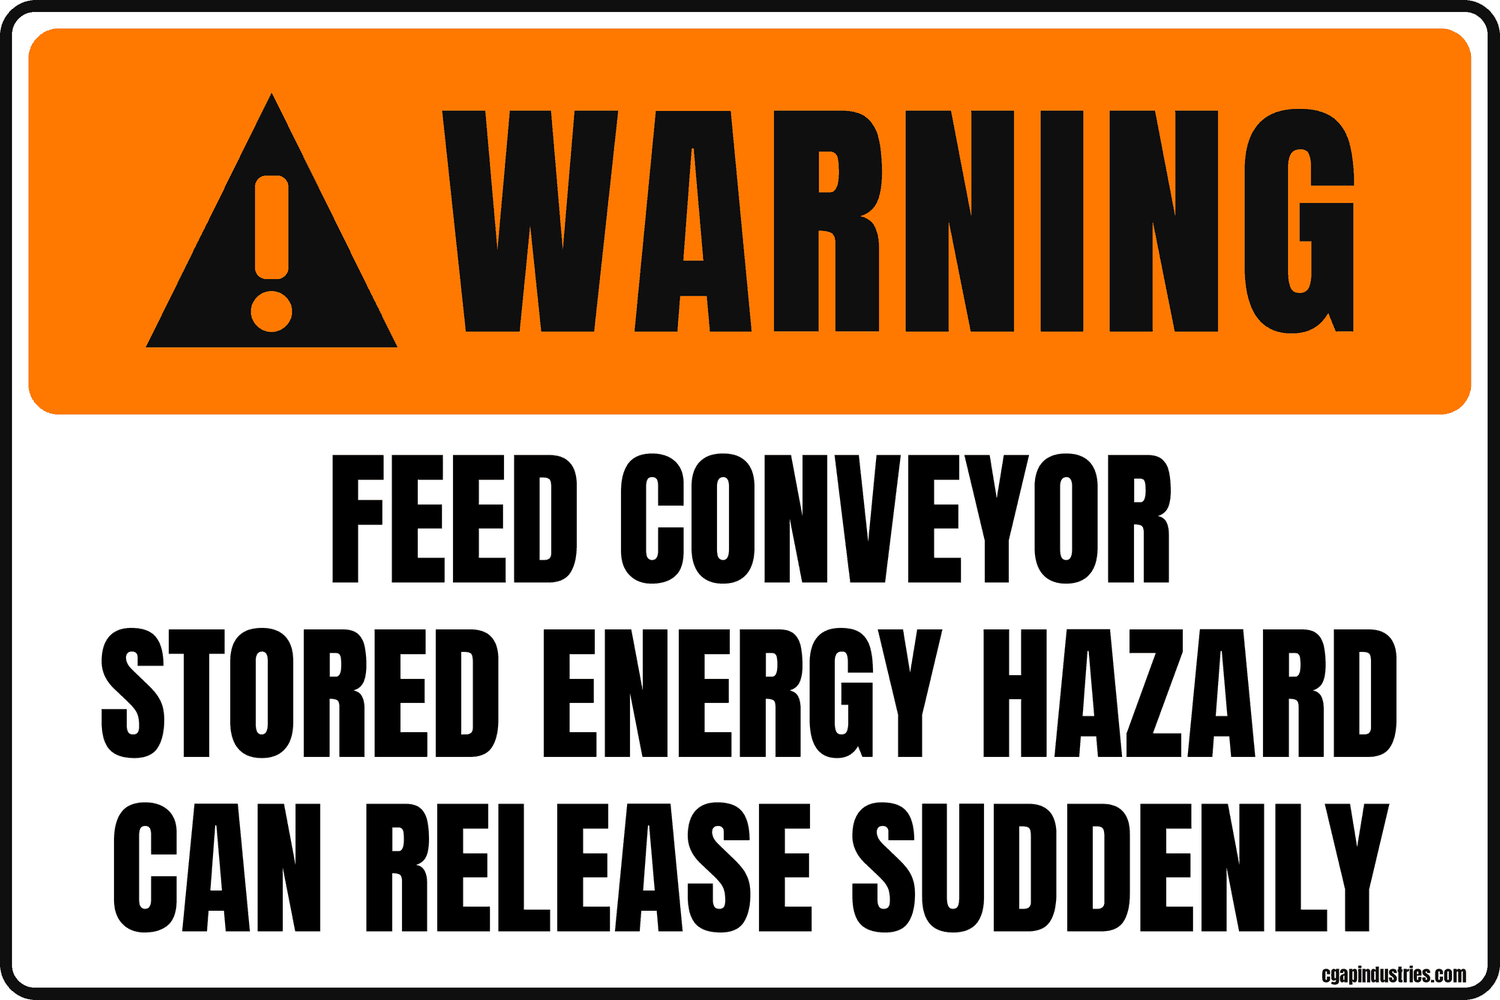 WARNING
FEED CONVEYOR
STORED ENERGY HAZARD
CAN RELEASE SUDDENLY
cgapindustries.com